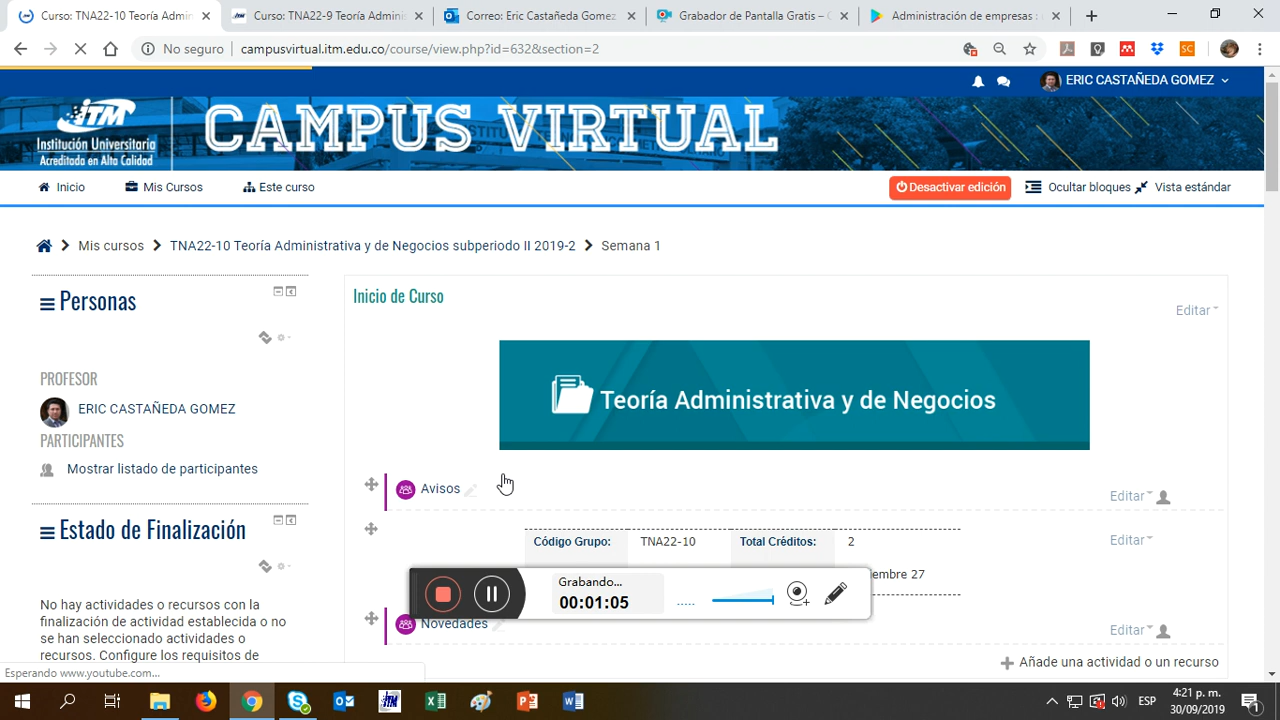 Curso: TNA22-10 Teoría Admin
Curso: TNA22-9 Teoría Adminis
Correo: Eric Castañeda Gomez
Grabador de Pantalla Gratis –
Administración de empresas :
No seguro
campusvirtual.itm.edu.co/course/view.php?id=632&section=2
SC
ERIC CASTAÑEDA GOMEZ
iTM
Institución Universitaria
Acreditada en Alta Calidad
CAMPUS VIRTUAL
Inicio
Mis Cursos
Este curso
Desactivar edición
Ocultar bloques
Vista estándar
Mis cursos
TNA22-10 Teoría Administrativa y de Negocios subperiodo II 2019-2
Semana 1
Personas
PROFESOR
ERIC CASTAÑEDA GOMEZ
PARTICIPANTES
Mostrar listado de participantes
Estado de Finalización
No hay actividades o recursos con la
finalización de actividad establecida o no
se han seleccionado actividades o
recursos. Configure los requisitos de
Inicio de Curso
Editar
Teoría Administrativa y de Negocios
Avisos
Editar
Código Grupo:
TNA22-10
Total Créditos:
2
Editar
embre 27
Grabando...
00:01:05
Novedades
Editar
Añade una actividad o un recurso
Esperando www.youtube.com...
ESP
4:21 p. m.
30/09/2019